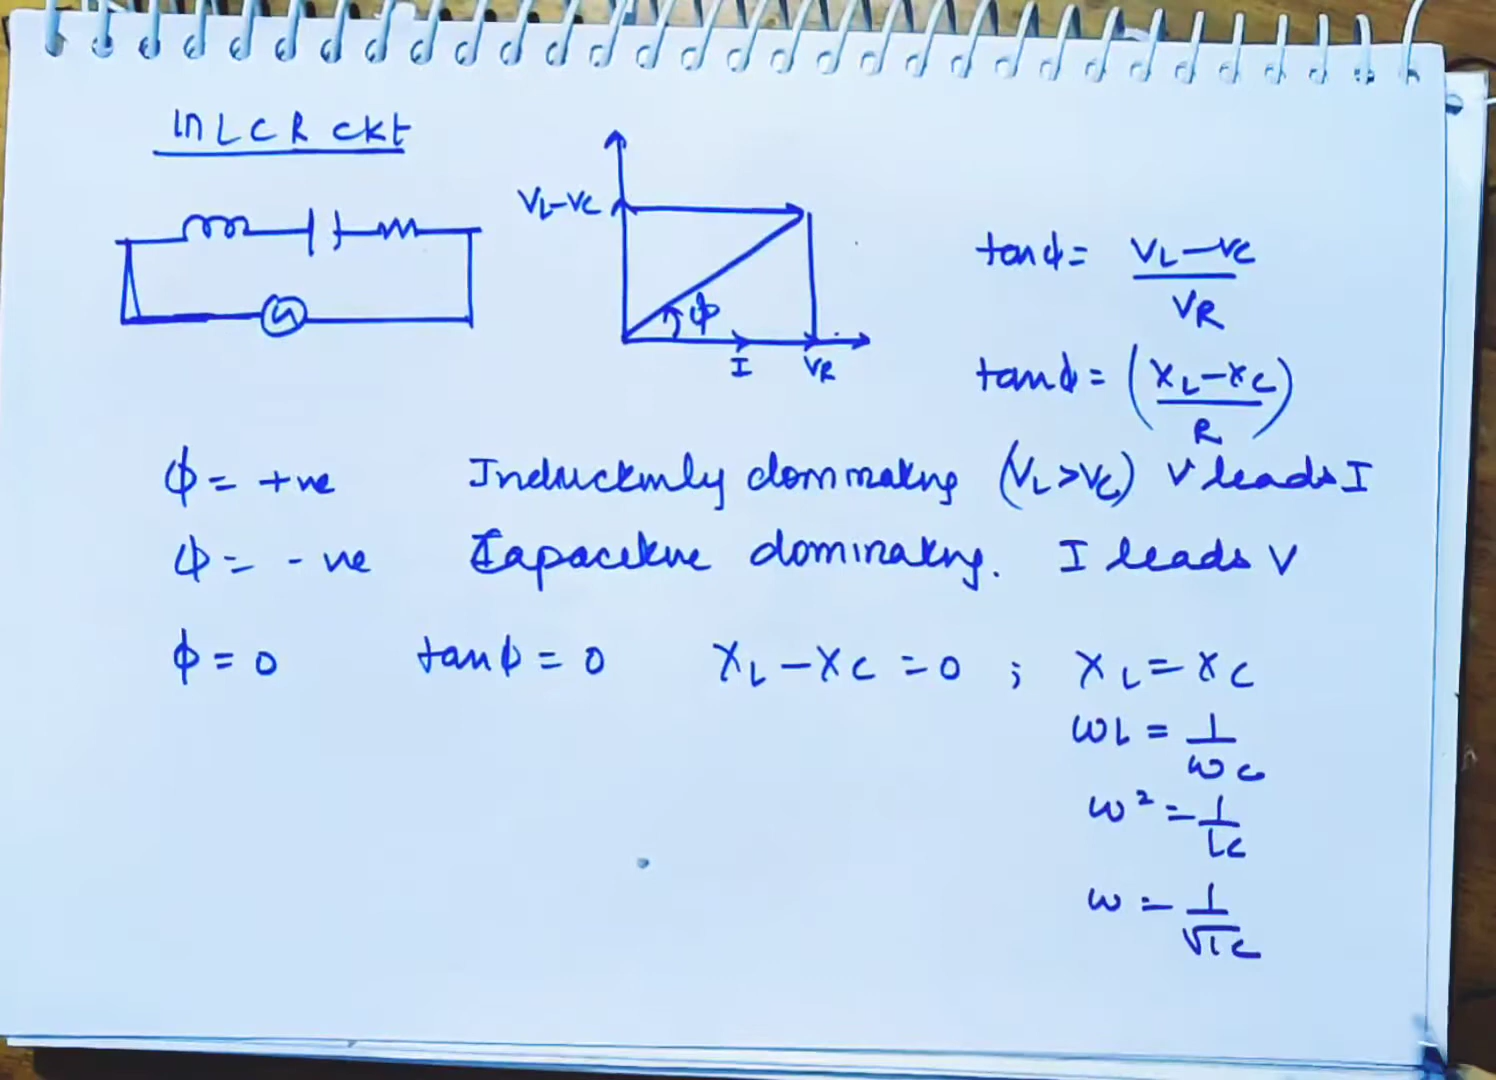 In LCR ckt
VL-VC
φ
I VR
tanφ = VL-VC / VR
tanφ = (XL-XC / R)
φ = +ve Inductively dominating (VL>VC) V leads I
φ = -ve Capacitive dominating. I leads V
φ = 0 tanφ = 0 XL-XC = 0 ; XL = XC
ωL = 1/ωC
ω² = 1/LC
ω = 1/√LC